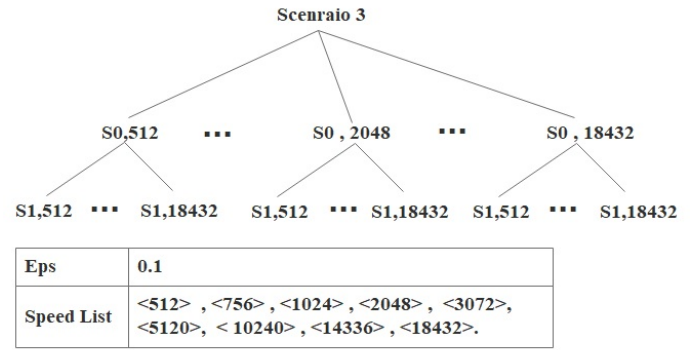 Scenraio 3
S0,512 ... S0 , 2048 ... S0 , 18432
S1,512 ... S1,18432 S1,512 ... S1,18432 S1,512 ... S1,18432
Eps 0.1
Speed List <512> , <756> , <1024> , <2048> , <3072>,
<5120>, < 10240> , <14336> , <18432>.